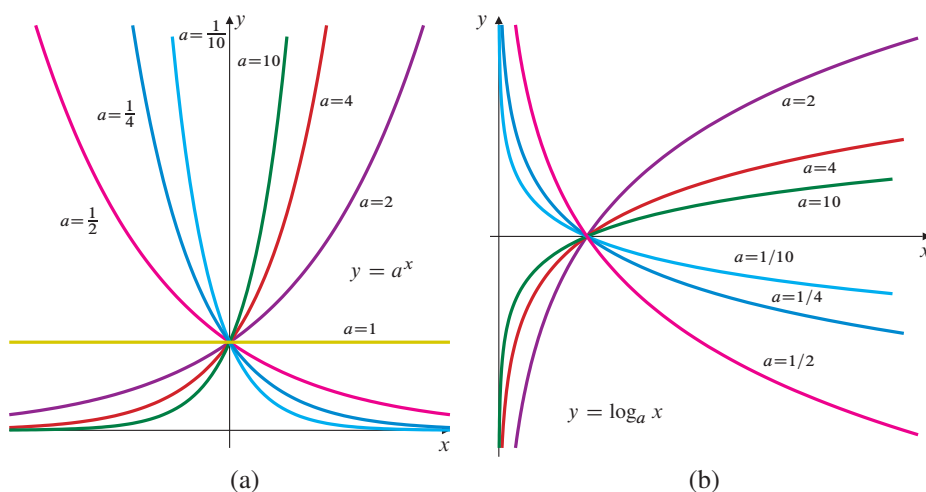 y
a=1/10
a=10
a=1/4
a=4
a=1/2
a=2
y = a^x
a=1
x
(a)
y
a=2
a=4
a=10
x
a=1/10
a=1/4
a=1/2
y = log_a x
(b)